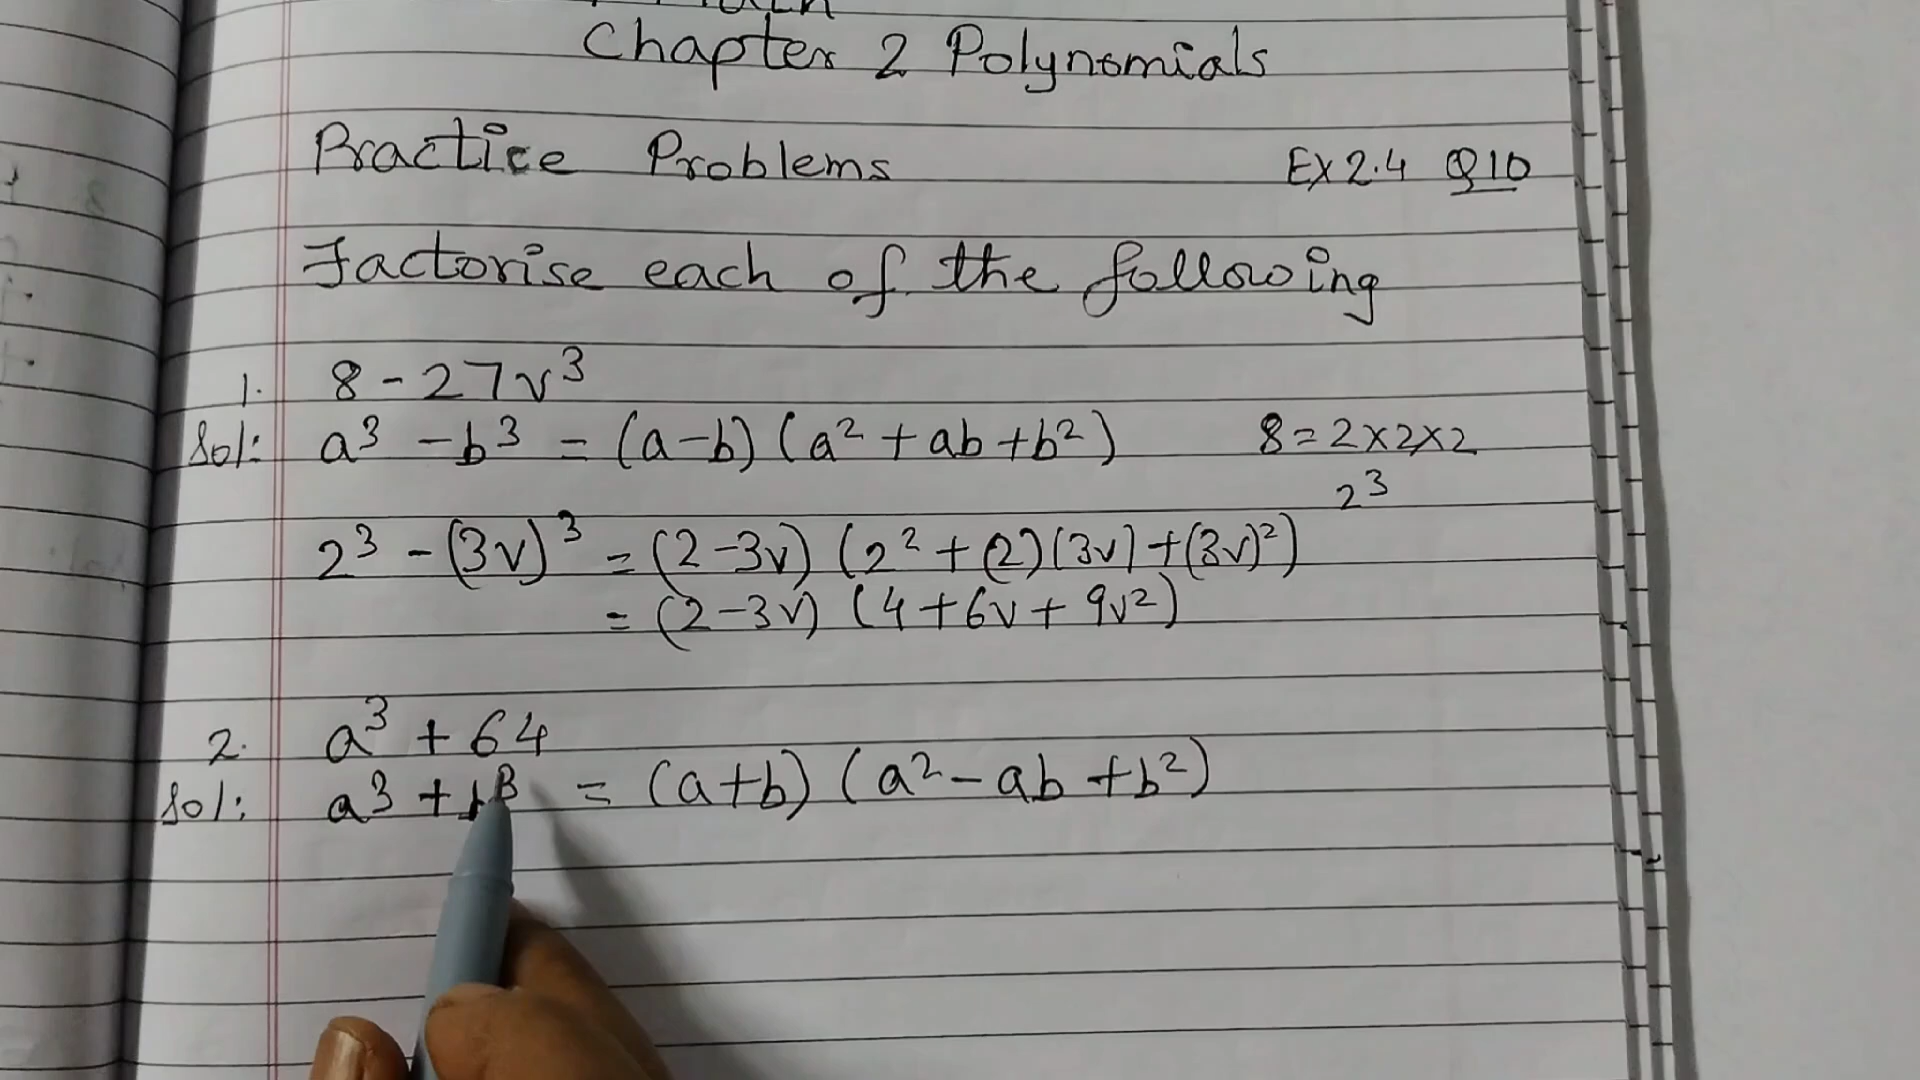 Chapter 2 Polynomials
Practice Problems Ex 2.4 Q10
Factorise each of the following
1. 8 - 27v³
Sol: a³ - b³ = (a-b) (a² + ab + b²) 8 = 2×2×2
2³
2³ - (3v)³ = (2-3v) (2² + (2)(3v) + (3v)²)
= (2-3v) (4 + 6v + 9v²)
2. a³ + 64
Sol: a³ + b³ = (a+b) (a² - ab + b²)